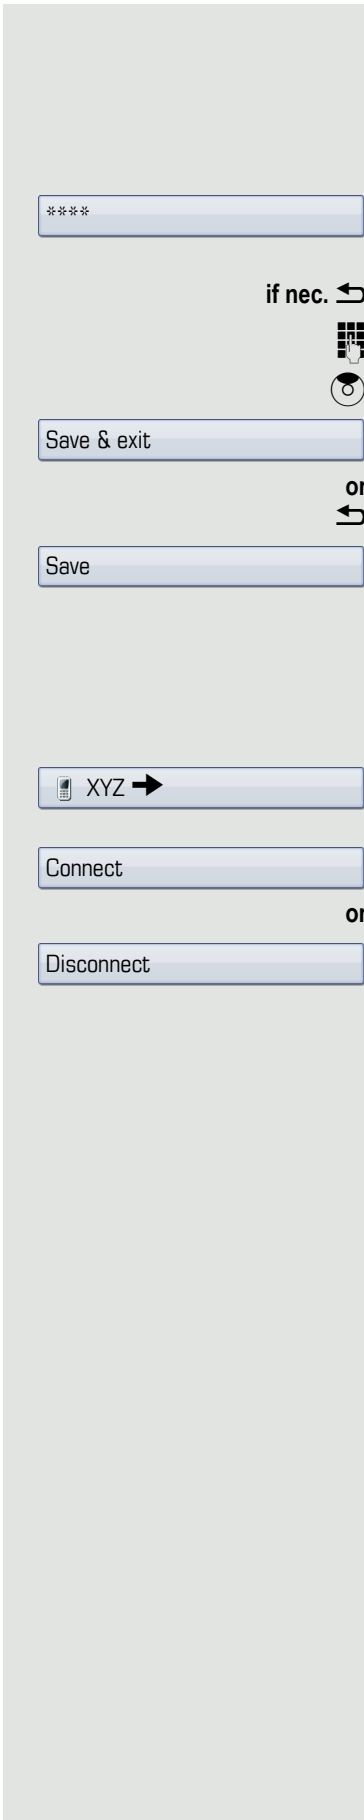 ****
if nec.
Save & exit
or
Save
XYZ
Connect
or
Disconnect